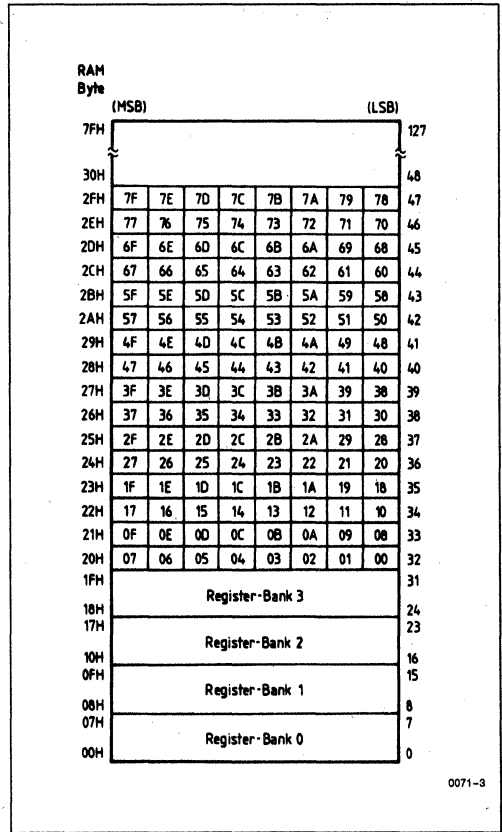 RAM
Byte
(MSB) (LSB)
7FH 127
30H 48
2FH 7F 7E 7D 7C 7B 7A 79 78 47
2EH 77 76 75 74 73 72 71 70 46
2DH 6F 6E 6D 6C 6B 6A 69 68 45
2CH 67 66 65 64 63 62 61 60 44
2BH 5F 5E 5D 5C 5B 5A 59 58 43
2AH 57 56 55 54 53 52 51 50 42
29H 4F 4E 4D 4C 4B 4A 49 48 41
28H 47 46 45 44 43 42 41 40 40
27H 3F 3E 3D 3C 3B 3A 39 38 39
26H 37 36 35 34 33 32 31 30 38
25H 2F 2E 2D 2C 2B 2A 29 28 37
24H 27 26 25 24 23 22 21 20 36
23H 1F 1E 1D 1C 1B 1A 19 18 35
22H 17 16 15 14 13 12 11 10 34
21H 0F 0E 0D 0C 0B 0A 09 08 33
20H 07 06 05 04 03 02 01 00 32
1FH 31
Register-Bank 3
18H 24
17H 23
Register-Bank 2
10H 16
0FH 15
Register-Bank 1
08H 8
07H 7
Register-Bank 0
00H 0
0071-3